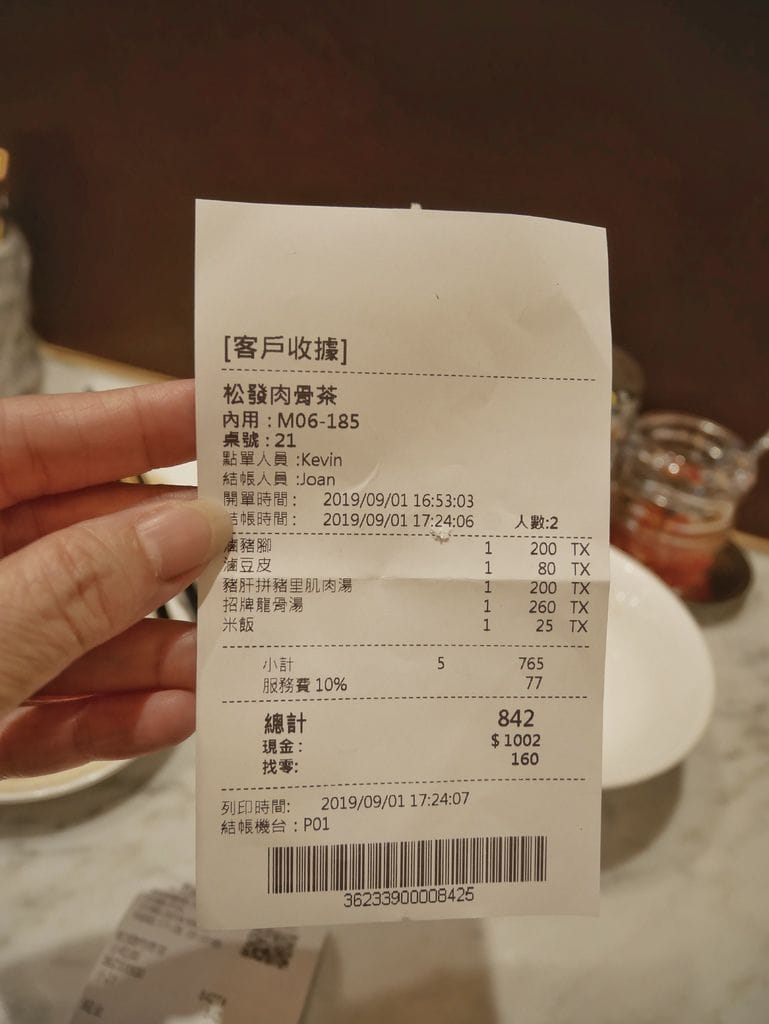 [客戶收據]
松發肉骨茶
內用：M06-185
桌號：21
點單人員 :Kevin
結帳人員 :Joan
開單時間： 2019/09/01 16:53:03
結帳時間： 2019/09/01 17:24:06 人數:2
滷豬腳 1 200 TX
滷豆皮 1 80 TX
豬肝拼豬里肌肉湯 1 200 TX
招牌龍骨湯 1 260 TX
米飯 1 25 TX
小計 5 765
服務費 10% 77
總計 842
現金： $ 1002
找零: 160
列印時間: 2019/09/01 17:24:07
結帳機台：P01
36233900008425